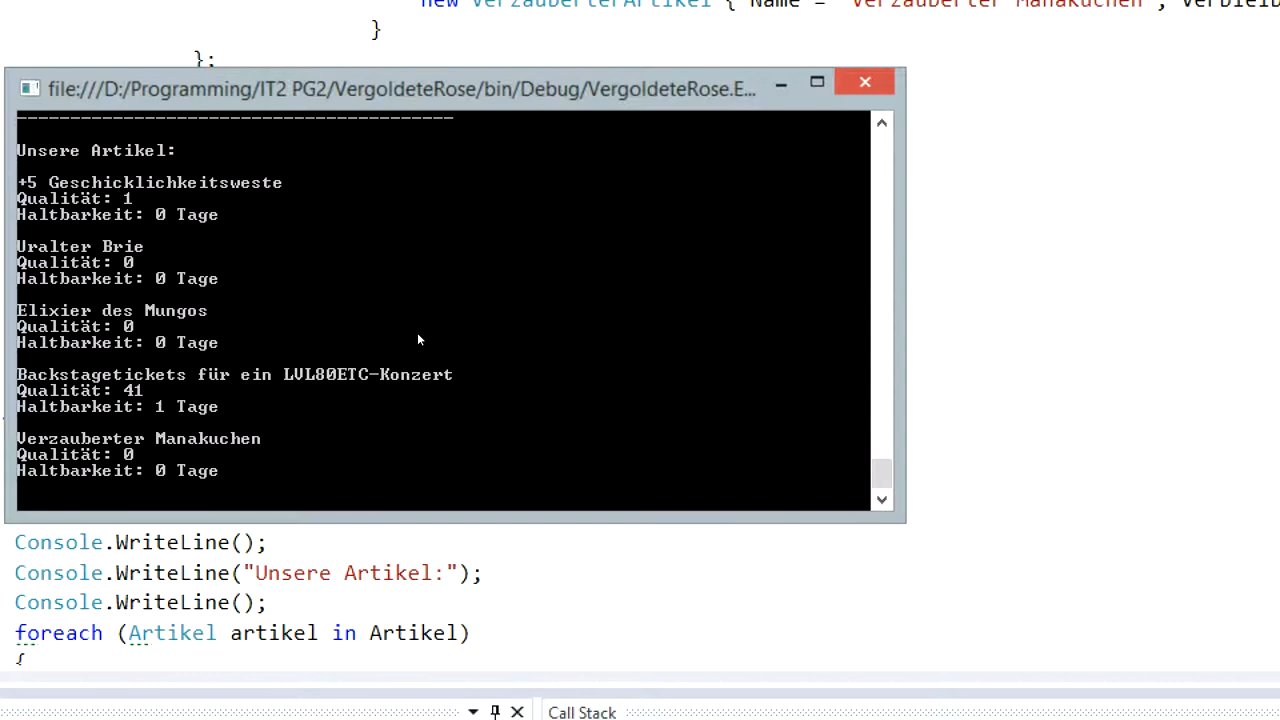 new VerzauberterArtikel { Name = "Verzauberter Manakuchen",
}
};
file:///D:/Programming/IT2 PG2/VergoldeteRose/bin/Debug/VergoldeteRose.E...
----------------------------------------
Unsere Artikel:
+5 Geschicklichkeitsweste
Qualität: 1
Haltbarkeit: 0 Tage
Uralter Brie
Qualität: 0
Haltbarkeit: 0 Tage
Elixier des Mungos
Qualität: 0
Haltbarkeit: 0 Tage
Backstagetickets für ein LVL80ETC-Konzert
Qualität: 41
Haltbarkeit: 1 Tage
Verzauberter Manakuchen
Qualität: 0
Haltbarkeit: 0 Tage
Console.WriteLine();
Console.WriteLine("Unsere Artikel:");
Console.WriteLine();
foreach (Artikel artikel in Artikel)
{
Call Stack